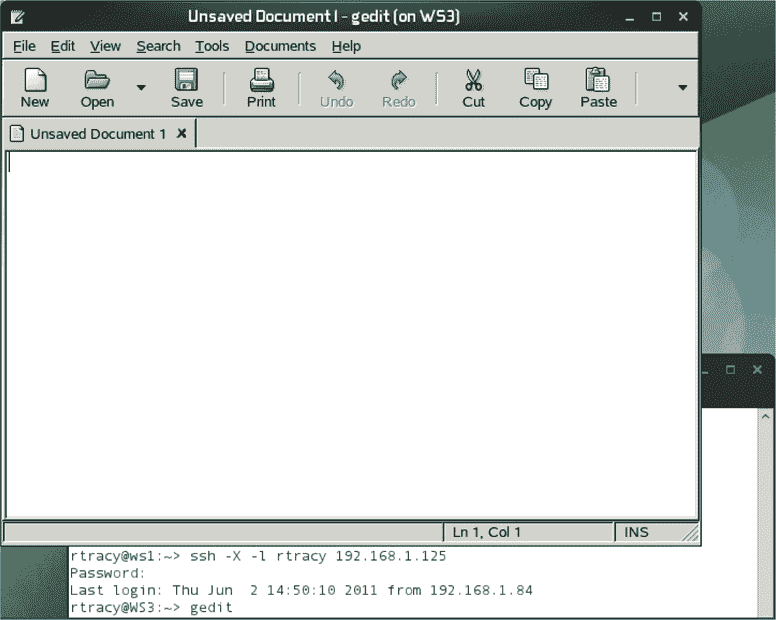 Unsaved Document 1 - gedit (on WS3)
File Edit View Search Tools Documents Help
New Open Save Print Undo Redo Cut Copy Paste
Unsaved Document 1
Ln 1, Col 1 INS
rtracy@ws1:~> ssh -X -l rtracy 192.168.1.125
Password:
Last login: Thu Jun  2 14:50:10 2011 from 192.168.1.84
rtracy@WS3:~> gedit